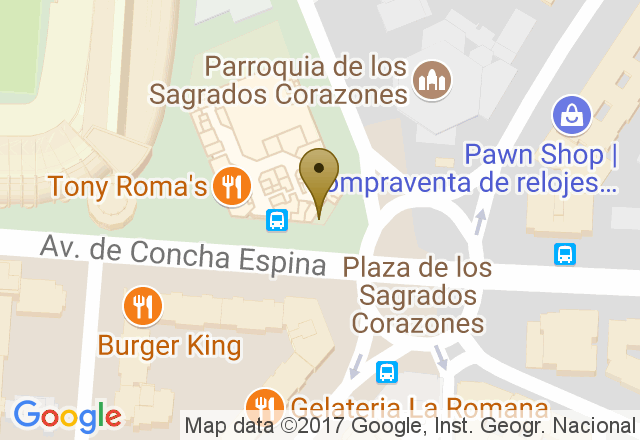 Parroquia de los
Sagrados Corazones
Pawn Shop |
ompraventa de relojes...
Tony Roma's
Av. de Concha Espina
Plaza de los
Sagrados
Corazones
Burger King
Gelateria La Romana
Google
Map data ©2017 Google, Inst. Geogr. Nacional